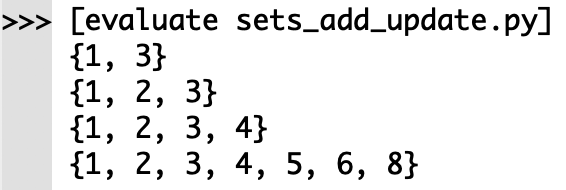 >>> [evaluate sets_add_update.py]
{1, 3}
{1, 2, 3}
{1, 2, 3, 4}
{1, 2, 3, 4, 5, 6, 8}